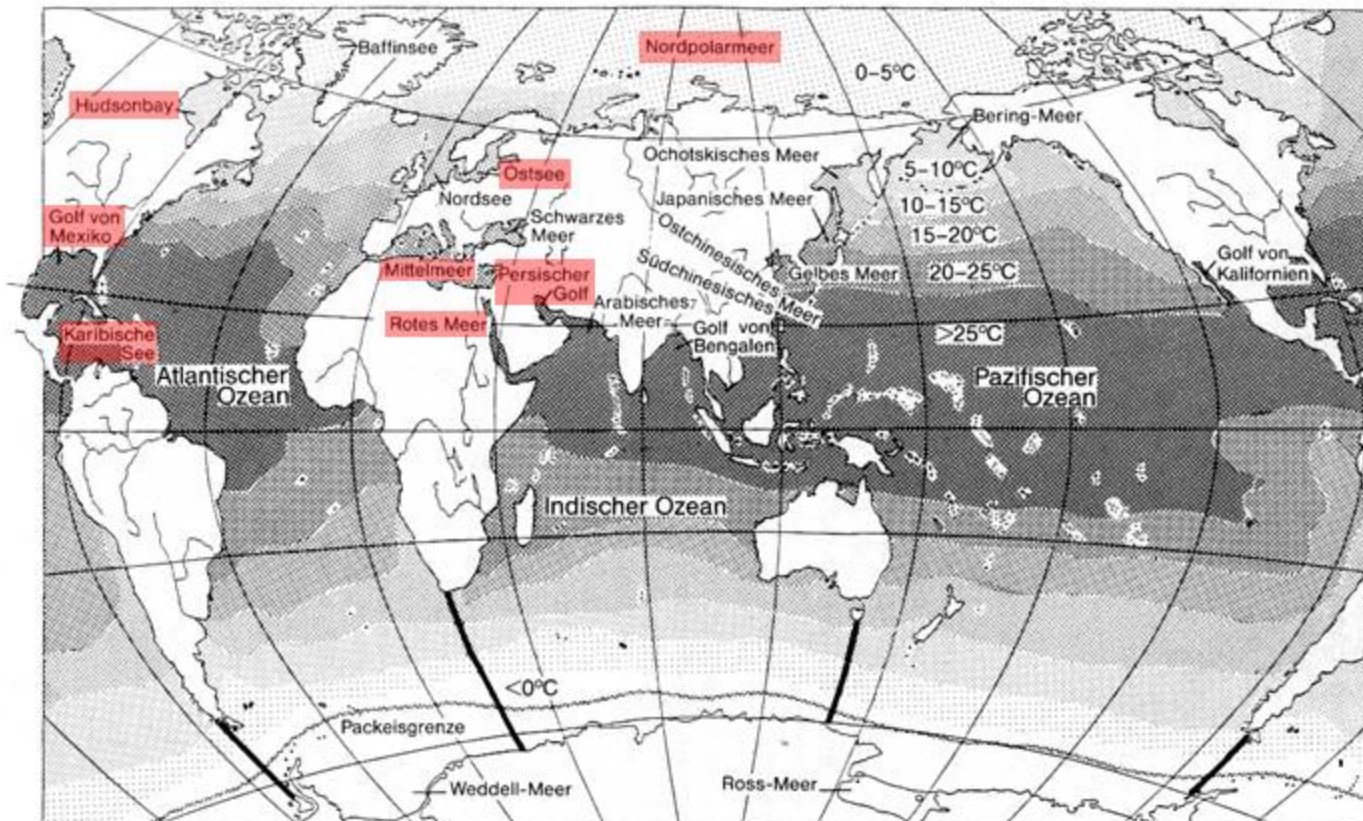 Baffinsee
Nordpolarmeer
0–5°C
Hudsonbay
Bering-Meer
Ochotskisches Meer
5–10°C
Ostsee
Nordsee
Japanisches Meer
10–15°C
Golf von
Mexiko
Schwarzes
Meer
Ostchinesisches Meer
15–20°C
Mittelmeer
Persischer
Golf
Südchinesisches Meer
Gelbes Meer
20–25°C
Golf von
Kalifornien
Arabisches
Meer
Rotes Meer
Karibische
See
Golf von
Bengalen
>25°C
Atlantischer
Ozean
Pazifischer
Ozean
Indischer Ozean
<0°C
Packeisgrenze
Weddell-Meer
Ross-Meer